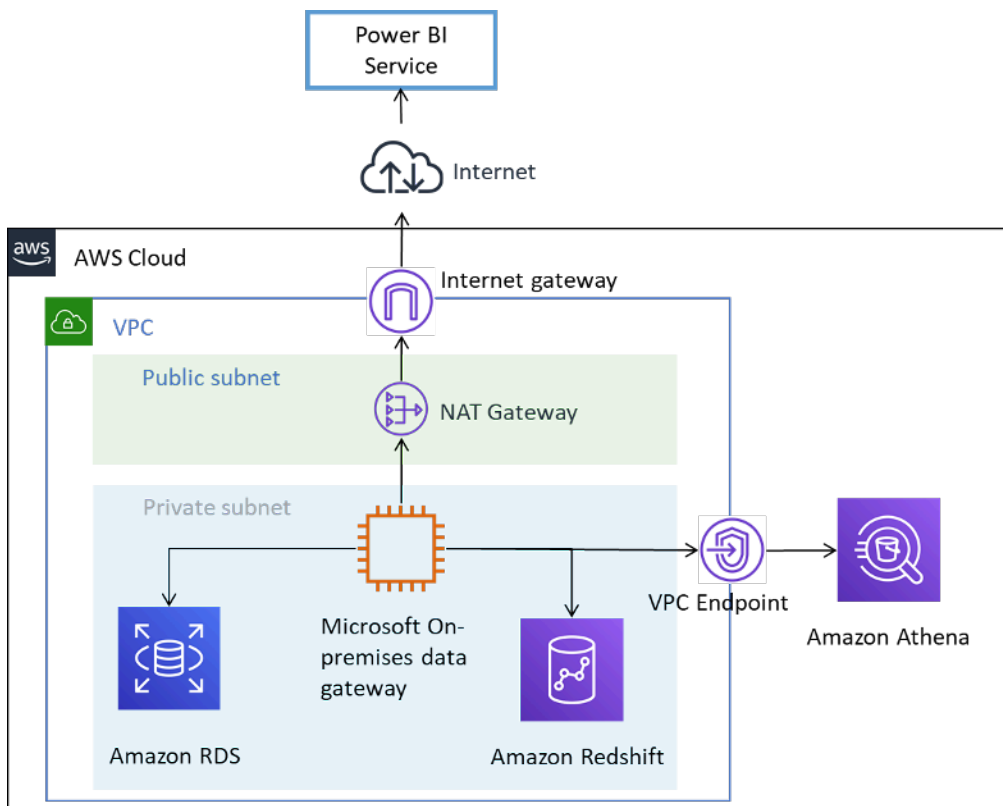 Power BI
Service
Internet
aws
AWS Cloud
Internet gateway
VPC
Public subnet
NAT Gateway
Private subnet
Microsoft On-
premises data
gateway
VPC Endpoint
Amazon Athena
Amazon RDS
Amazon Redshift